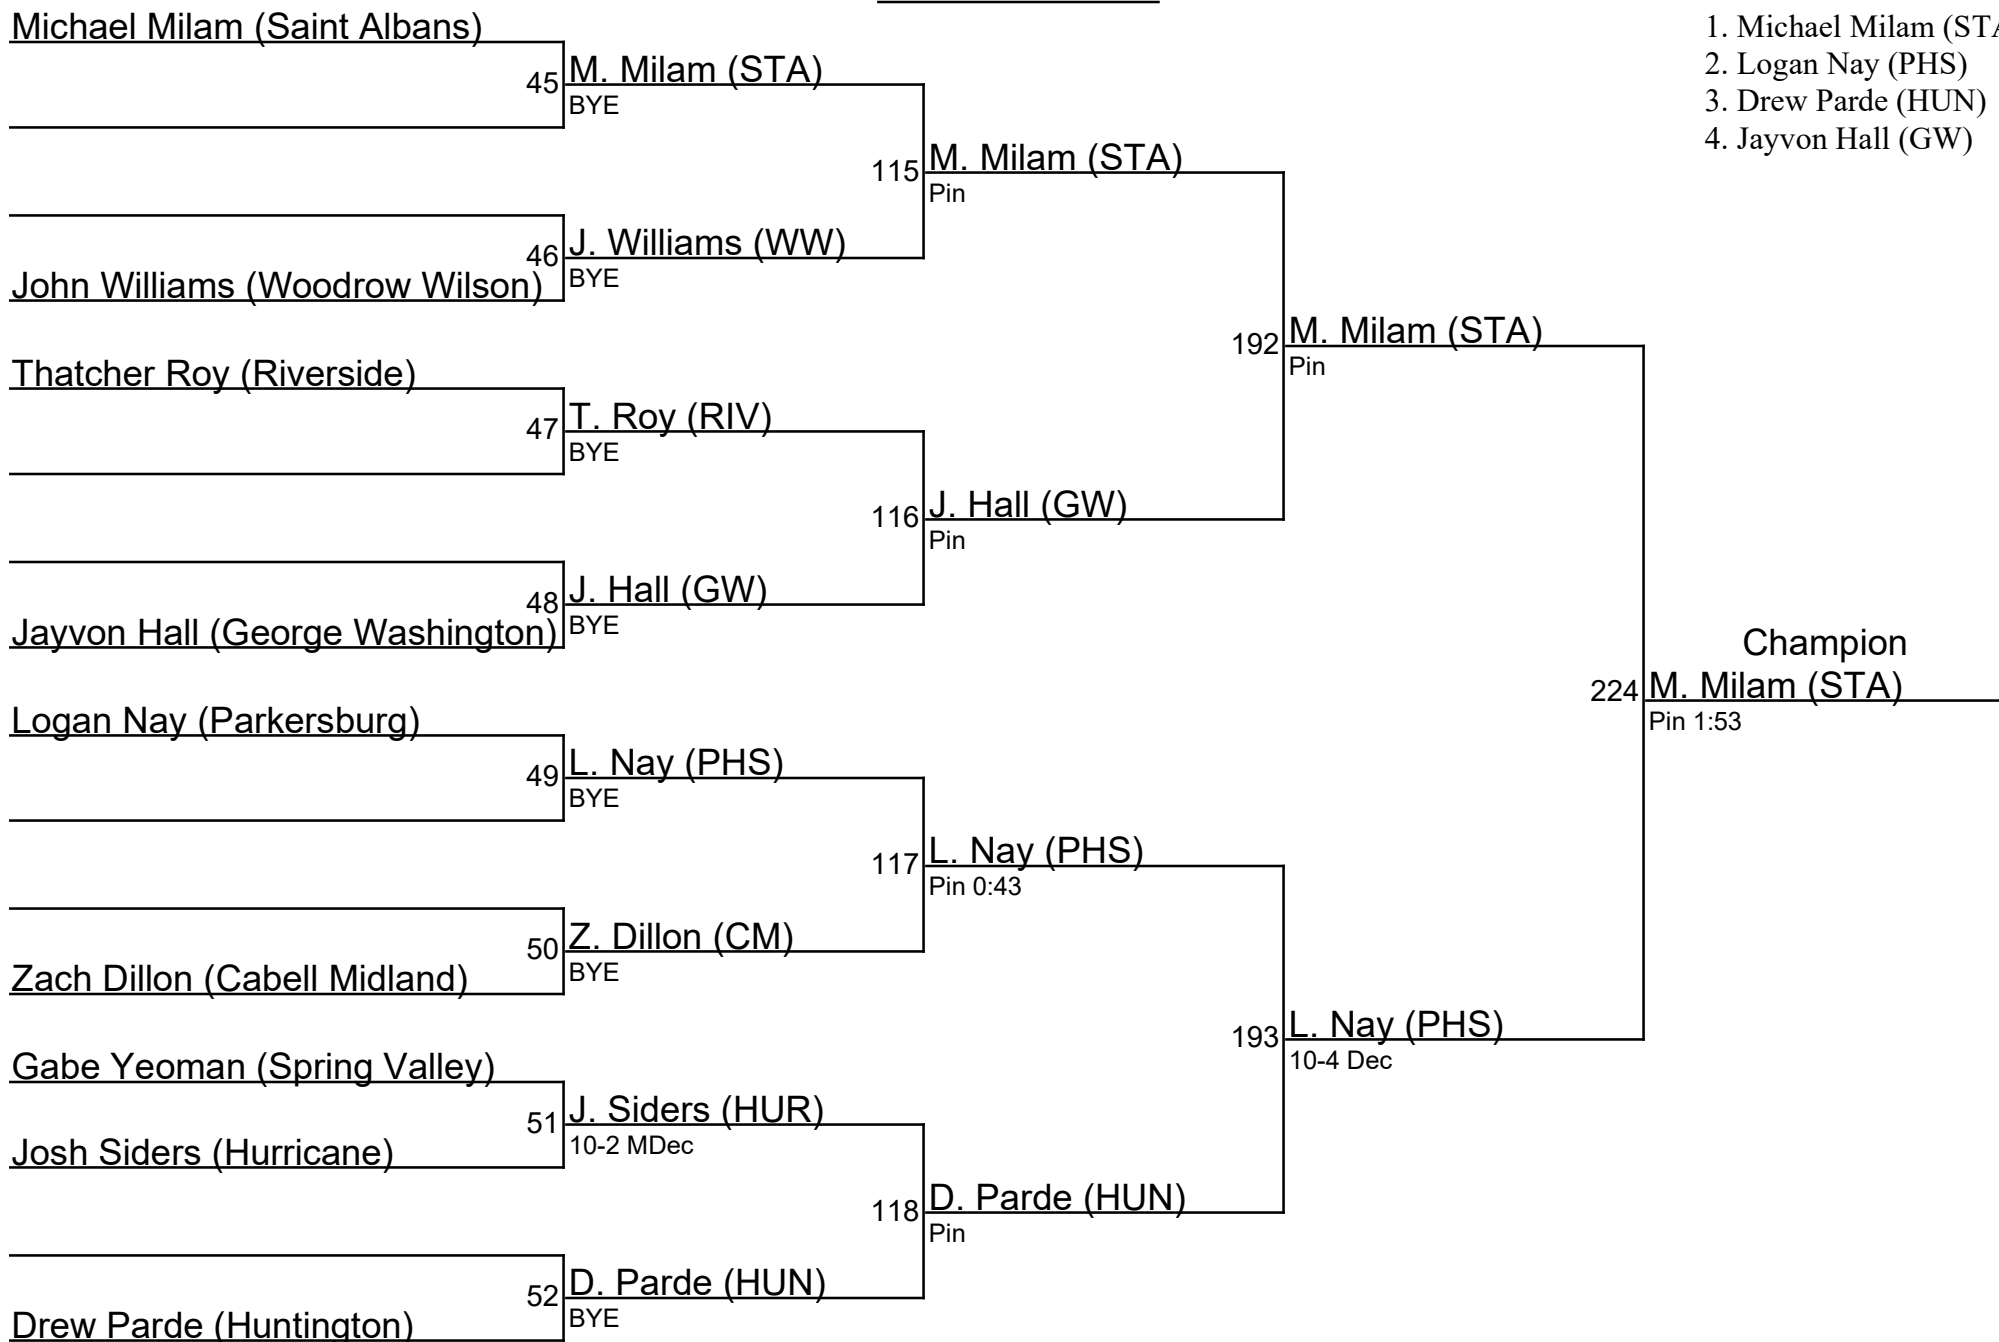 Michael Milam (Saint Albans)
45
M. Milam (STA)
BYE
115
M. Milam (STA)
Pin
46
J. Williams (WW)
BYE
John Williams (Woodrow Wilson)
192
M. Milam (STA)
Pin
Thatcher Roy (Riverside)
47
T. Roy (RIV)
BYE
116
J. Hall (GW)
Pin
48
J. Hall (GW)
BYE
Jayvon Hall (George Washington)
Champion
224
M. Milam (STA)
Pin 1:53
Logan Nay (Parkersburg)
49
L. Nay (PHS)
BYE
117
L. Nay (PHS)
Pin 0:43
50
Z. Dillon (CM)
BYE
Zach Dillon (Cabell Midland)
193
L. Nay (PHS)
10-4 Dec
Gabe Yeoman (Spring Valley)
51
J. Siders (HUR)
10-2 MDec
Josh Siders (Hurricane)
118
D. Parde (HUN)
Pin
52
D. Parde (HUN)
BYE
Drew Parde (Huntington)
1. Michael Milam (STA
2. Logan Nay (PHS)
3. Drew Parde (HUN)
4. Jayvon Hall (GW)